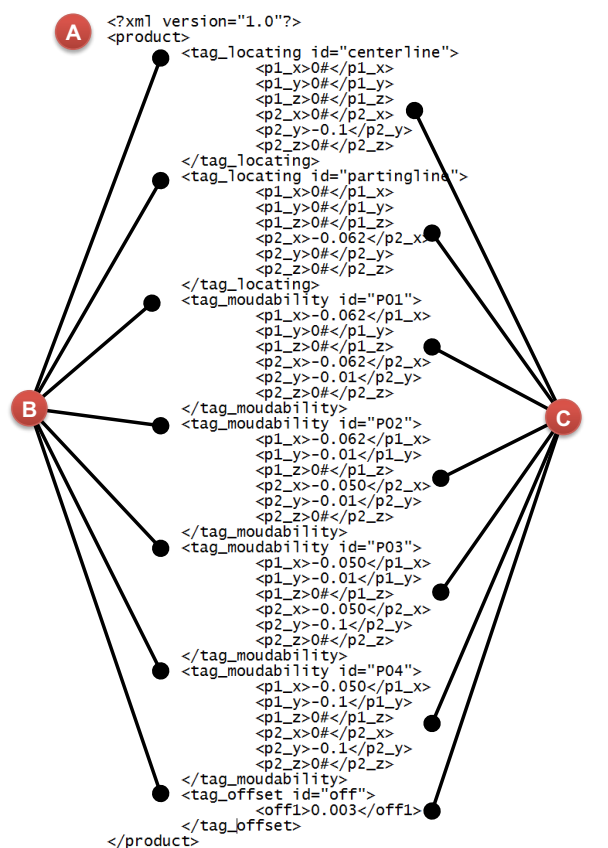 A
<?xml version="1.0"?>
<product>
<tag_locating id="centerline">
<p1_x>0#</p1_x>
<p1_y>0#</p1_y>
<p1_z>0#</p1_z>
<p2_x>0#</p2_x>
<p2_y>-0.1</p2_y>
<p2_z>0#</p2_z>
</tag_locating>
<tag_locating id="partingline">
<p1_x>0#</p1_x>
<p1_y>0#</p1_y>
<p1_z>0#</p1_z>
<p2_x>-0.062</p2_x>
<p2_y>0#</p2_y>
<p2_z>0#</p2_z>
</tag_locating>
<tag_moudability id="P01">
<p1_x>-0.062</p1_x>
<p1_y>0#</p1_y>
<p1_z>0#</p1_z>
<p2_x>-0.062</p2_x>
<p2_y>-0.01</p2_y>
<p2_z>0#</p2_z>
</tag_moudability>
<tag_moudability id="P02">
<p1_x>-0.062</p1_x>
<p1_y>-0.01</p1_y>
<p1_z>0#</p1_z>
<p2_x>-0.050</p2_x>
<p2_y>-0.01</p2_y>
<p2_z>0#</p2_z>
</tag_moudability>
<tag_moudability id="P03">
<p1_x>-0.050</p1_x>
<p1_y>-0.01</p1_y>
<p1_z>0#</p1_z>
<p2_x>-0.050</p2_x>
<p2_y>-0.1</p2_y>
<p2_z>0#</p2_z>
</tag_moudability>
<tag_moudability id="P04">
<p1_x>-0.050</p1_x>
<p1_y>-0.1</p1_y>
<p1_z>0#</p1_z>
<p2_x>0#</p2_x>
<p2_y>-0.1</p2_y>
<p2_z>0#</p2_z>
</tag_moudability>
<tag_offset id="off">
<off1>0.003</off1>
</tag_offset>
</product>
B
C